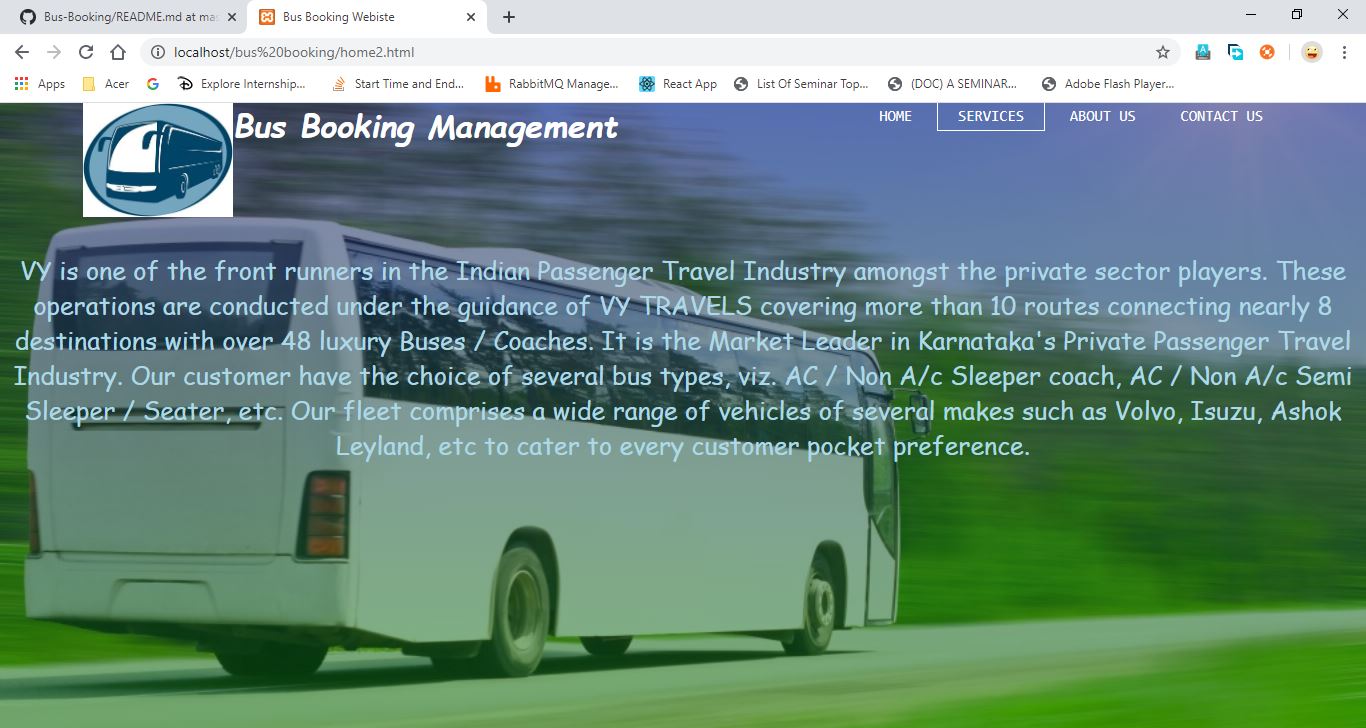 Bus-Booking/README.md at mas
Bus Booking Webiste
localhost/bus%20booking/home2.html
Apps
Acer
Explore Internship...
Start Time and End...
RabbitMQ Manage...
React App
List Of Seminar Top...
(DOC) A SEMINAR...
Adobe Flash Player...
Bus Booking Management
HOME
SERVICES
ABOUT US
CONTACT US
VY is one of the front runners in the Indian Passenger Travel Industry amongst the private sector players. These
operations are conducted under the guidance of VY TRAVELS covering more than 10 routes connecting nearly 8
destinations with over 48 luxury Buses / Coaches. It is the Market Leader in Karnataka's Private Passenger Travel
Industry. Our customer have the choice of several bus types, viz. AC / Non A/c Sleeper coach, AC / Non A/c Semi
Sleeper / Seater, etc. Our fleet comprises a wide range of vehicles of several makes such as Volvo, Isuzu, Ashok
Leyland, etc to cater to every customer pocket preference.